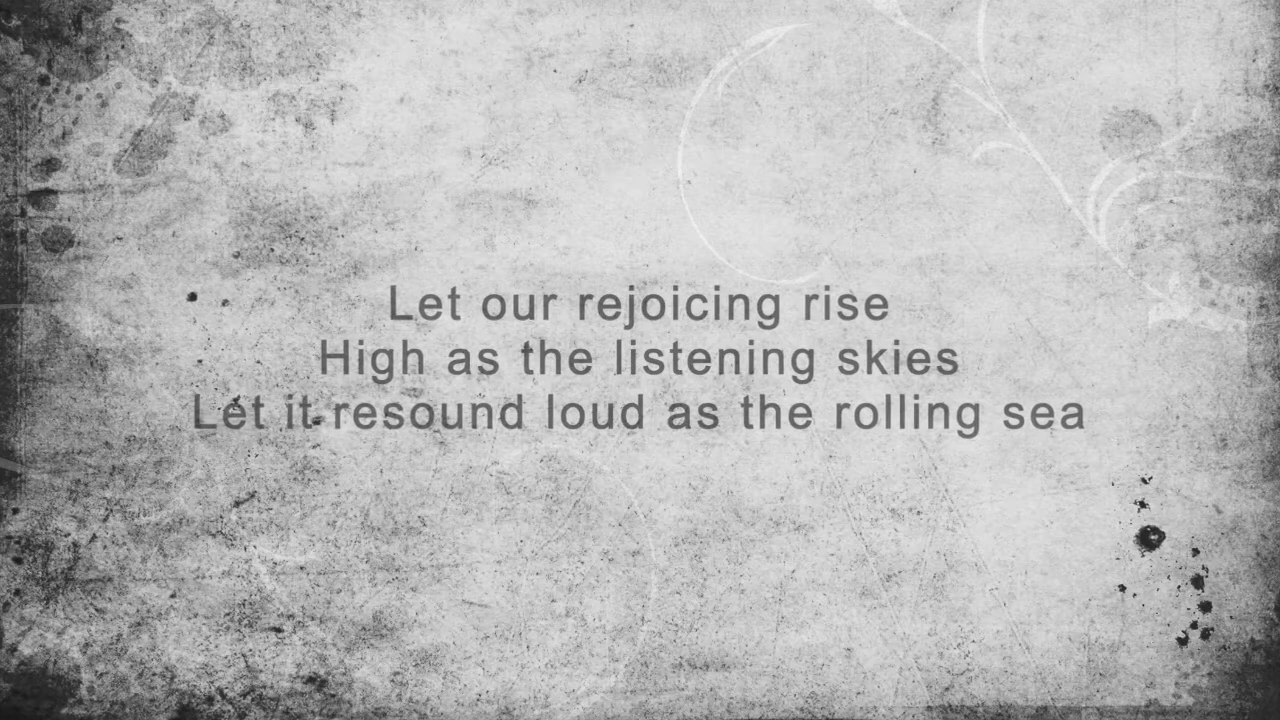 Let our rejoicing rise
High as the listening skies
Let it resound loud as the rolling sea